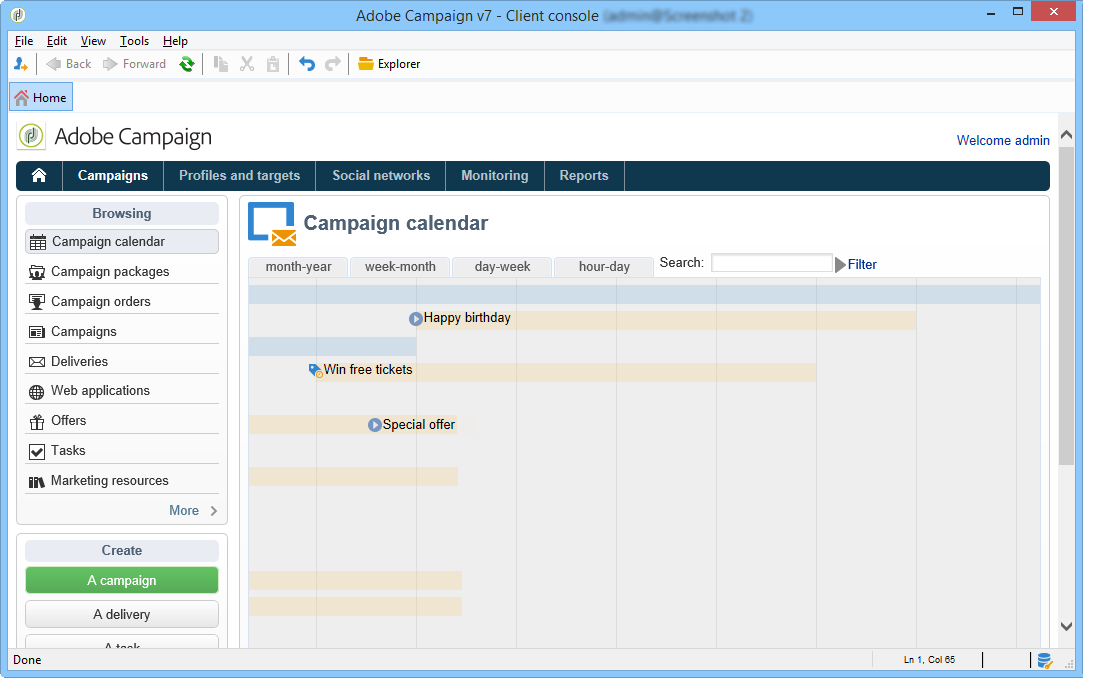 Adobe Campaign v7 - Client console
File Edit View Tools Help
Back Forward Explorer
Home
Adobe Campaign
Welcome admin
Campaigns Profiles and targets Social networks Monitoring Reports
Browsing
Campaign calendar
Campaign packages
Campaign orders
Campaigns
Deliveries
Web applications
Offers
Tasks
Marketing resources
More
Create
A campaign
A delivery
A task
Campaign calendar
month-year week-month day-week hour-day Search: Filter
Happy birthday
Win free tickets
Special offer
Done Ln 1, Col 65